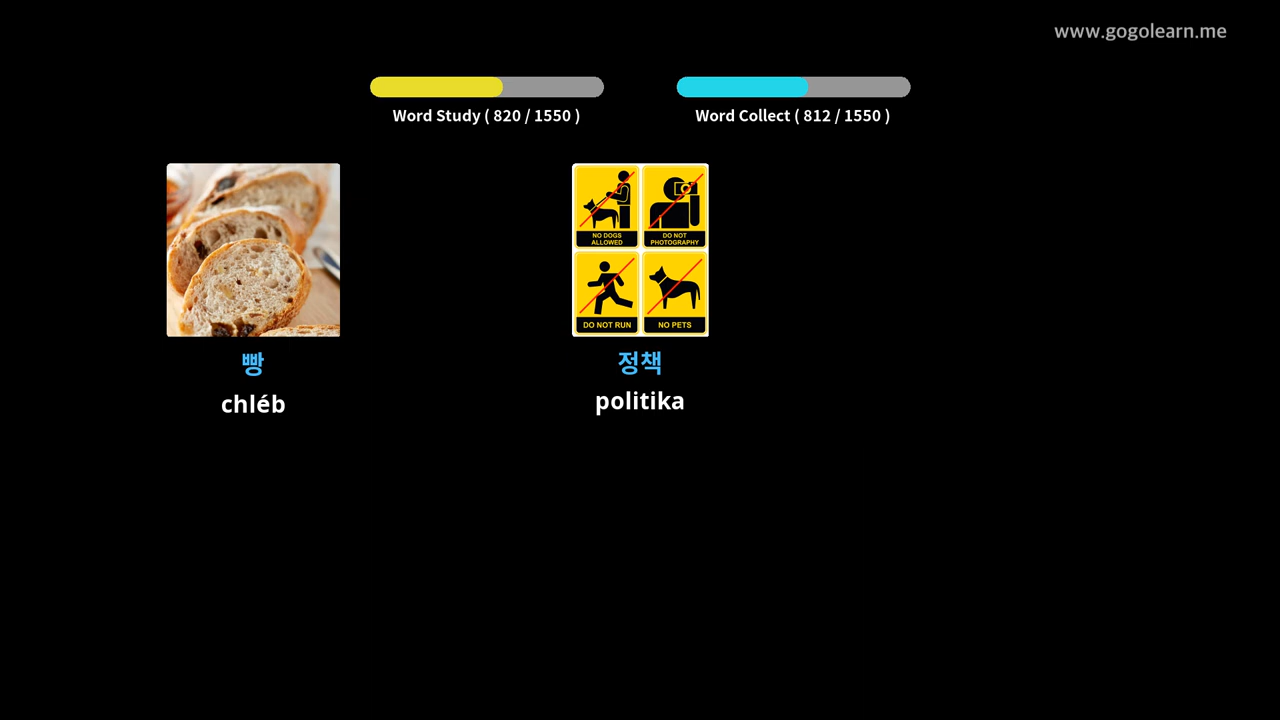 www.gogolearn.me
Word Study ( 820 / 1550 )
Word Collect ( 812 / 1550 )
NO DOGS
ALLOWED
DO NOT
PHOTOGRAPHY
DO NOT RUN
NO PETS
빵
chléb
정책
politika